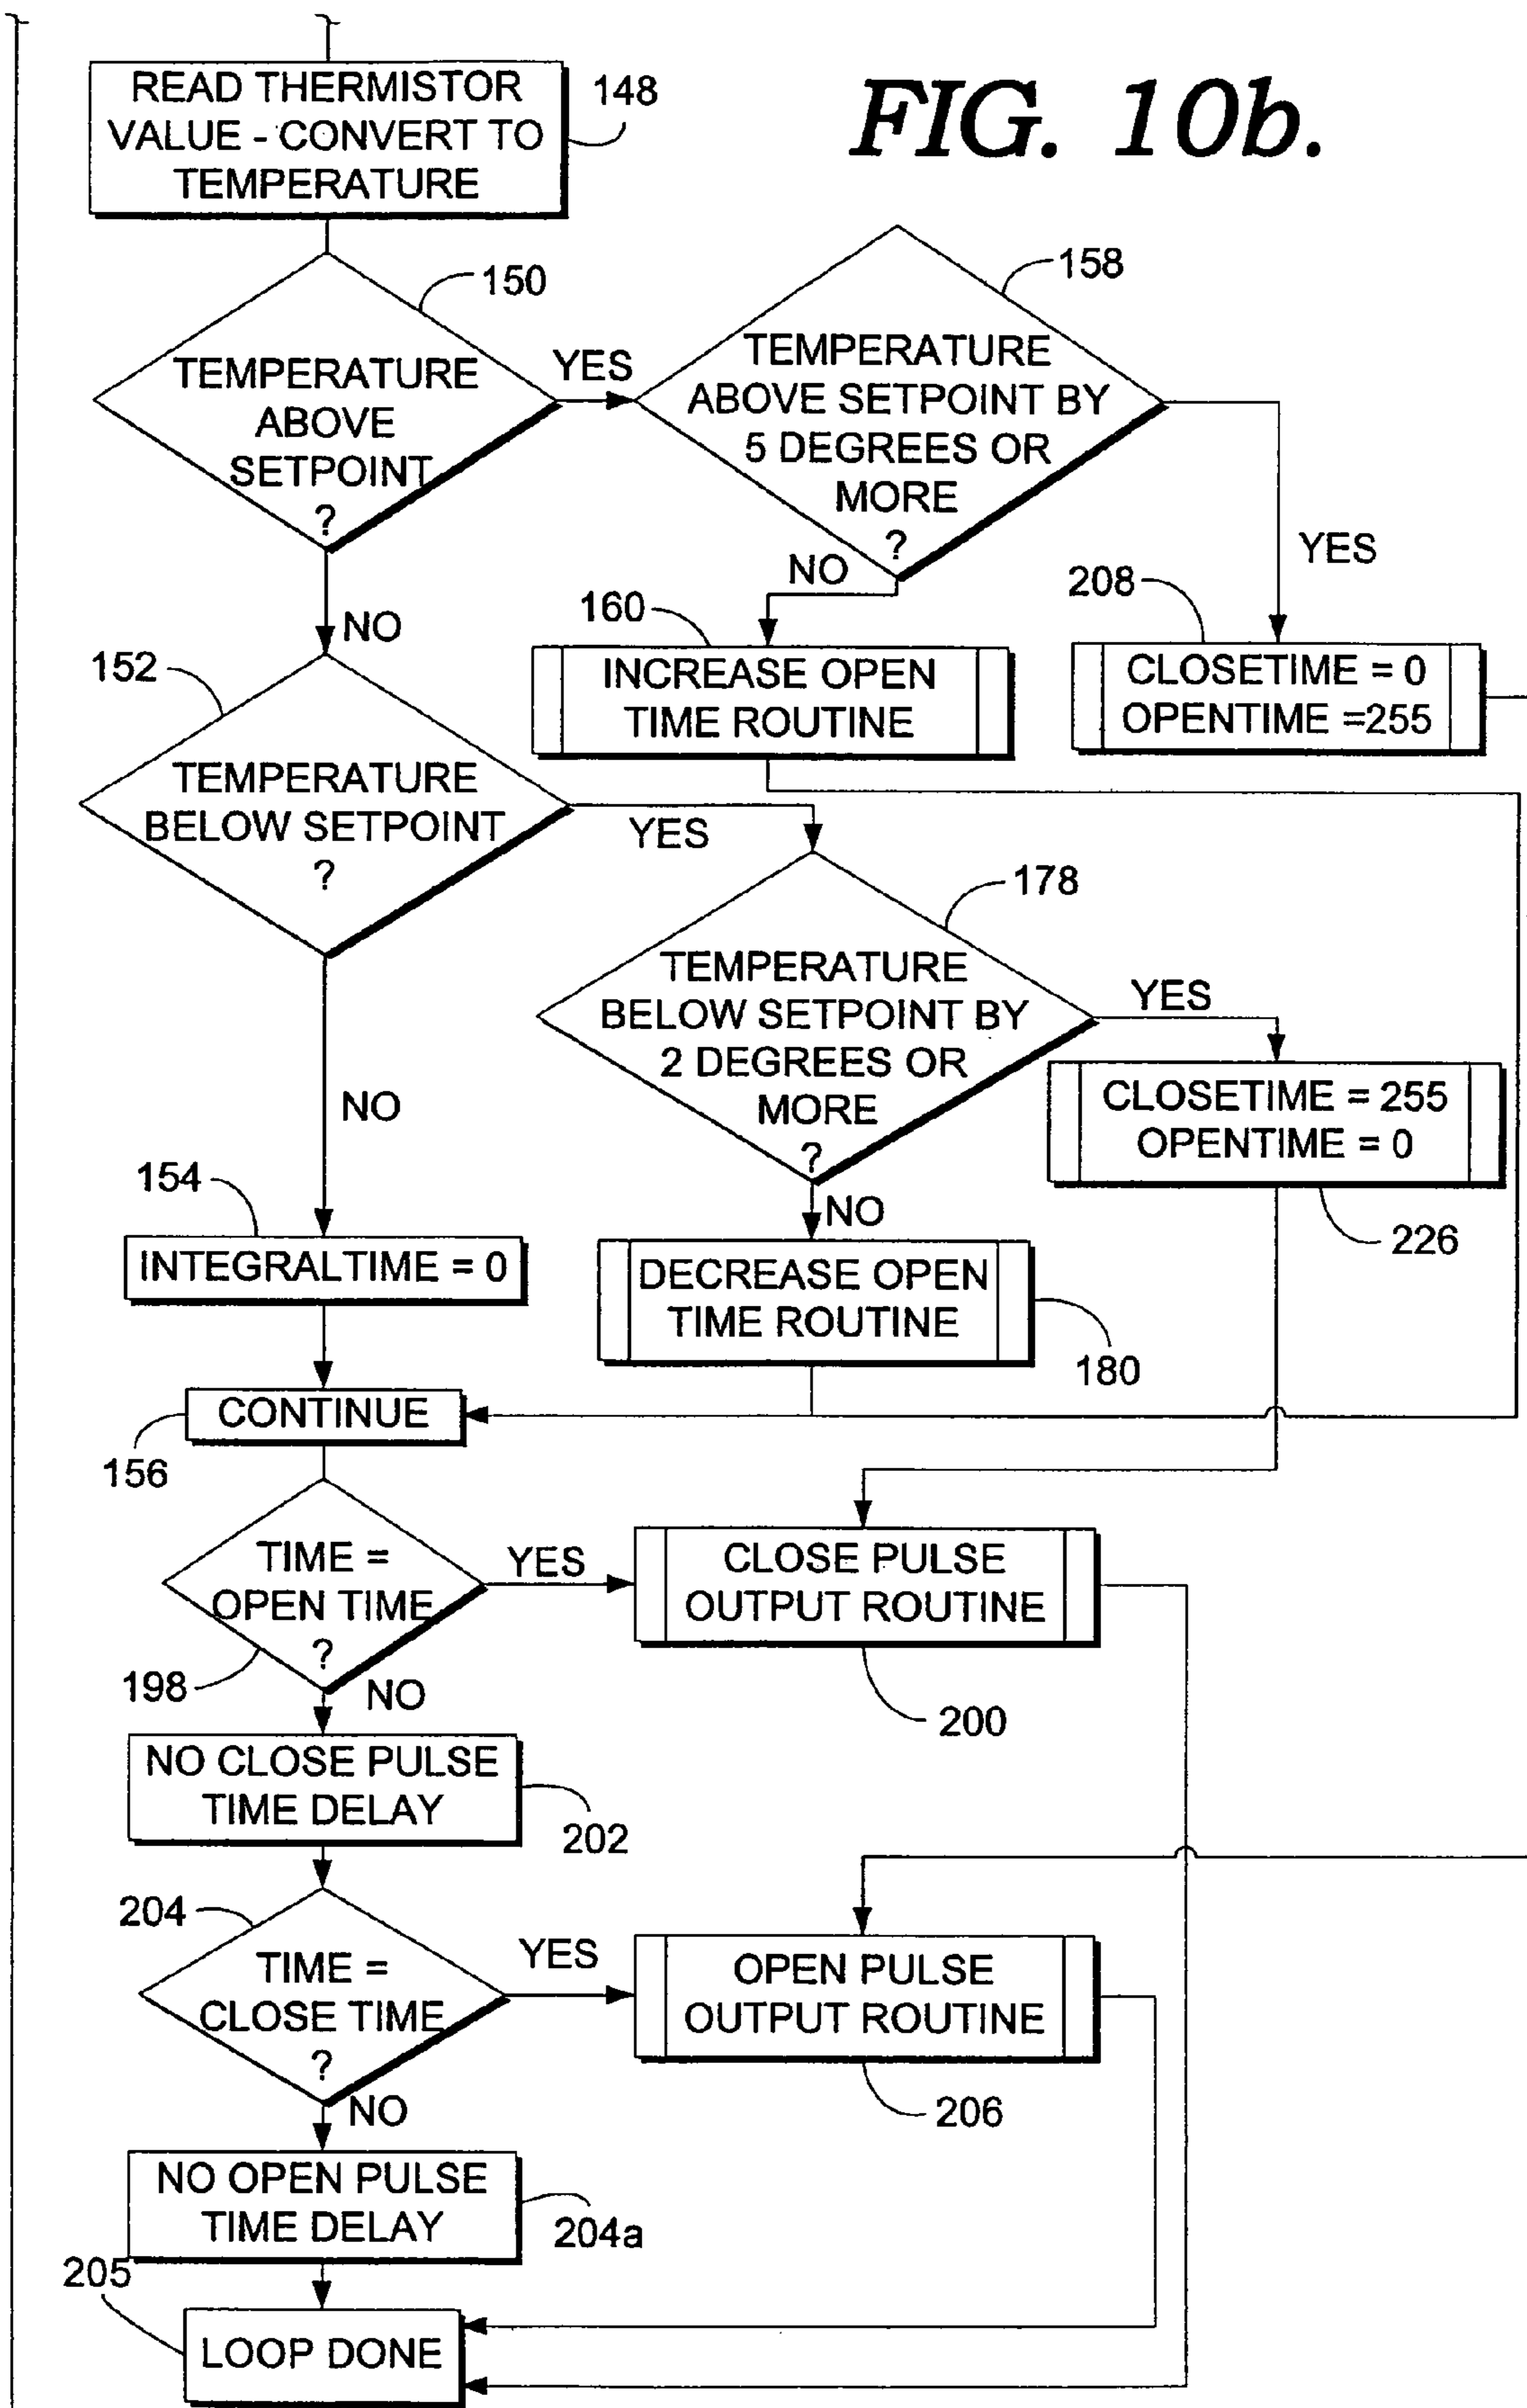 FIG. 10b.
READ THERMISTOR
VALUE - CONVERT TO
TEMPERATURE
148
150
TEMPERATURE
ABOVE
SETPOINT
?
YES
NO
158
TEMPERATURE
ABOVE SETPOINT BY
5 DEGREES OR
MORE
?
NO
YES
160
INCREASE OPEN
TIME ROUTINE
208
CLOSETIME = 0
OPENTIME =255
152
TEMPERATURE
BELOW SETPOINT
?
YES
NO
178
TEMPERATURE
BELOW SETPOINT BY
2 DEGREES OR
MORE
?
YES
NO
CLOSETIME = 255
OPENTIME = 0
226
154
INTEGRALTIME = 0
DECREASE OPEN
TIME ROUTINE
180
CONTINUE
156
TIME =
OPEN TIME
?
198
YES
NO
CLOSE PULSE
OUTPUT ROUTINE
200
NO CLOSE PULSE
TIME DELAY
202
204
TIME =
CLOSE TIME
?
YES
NO
OPEN PULSE
OUTPUT ROUTINE
206
NO OPEN PULSE
TIME DELAY
204a
205
LOOP DONE